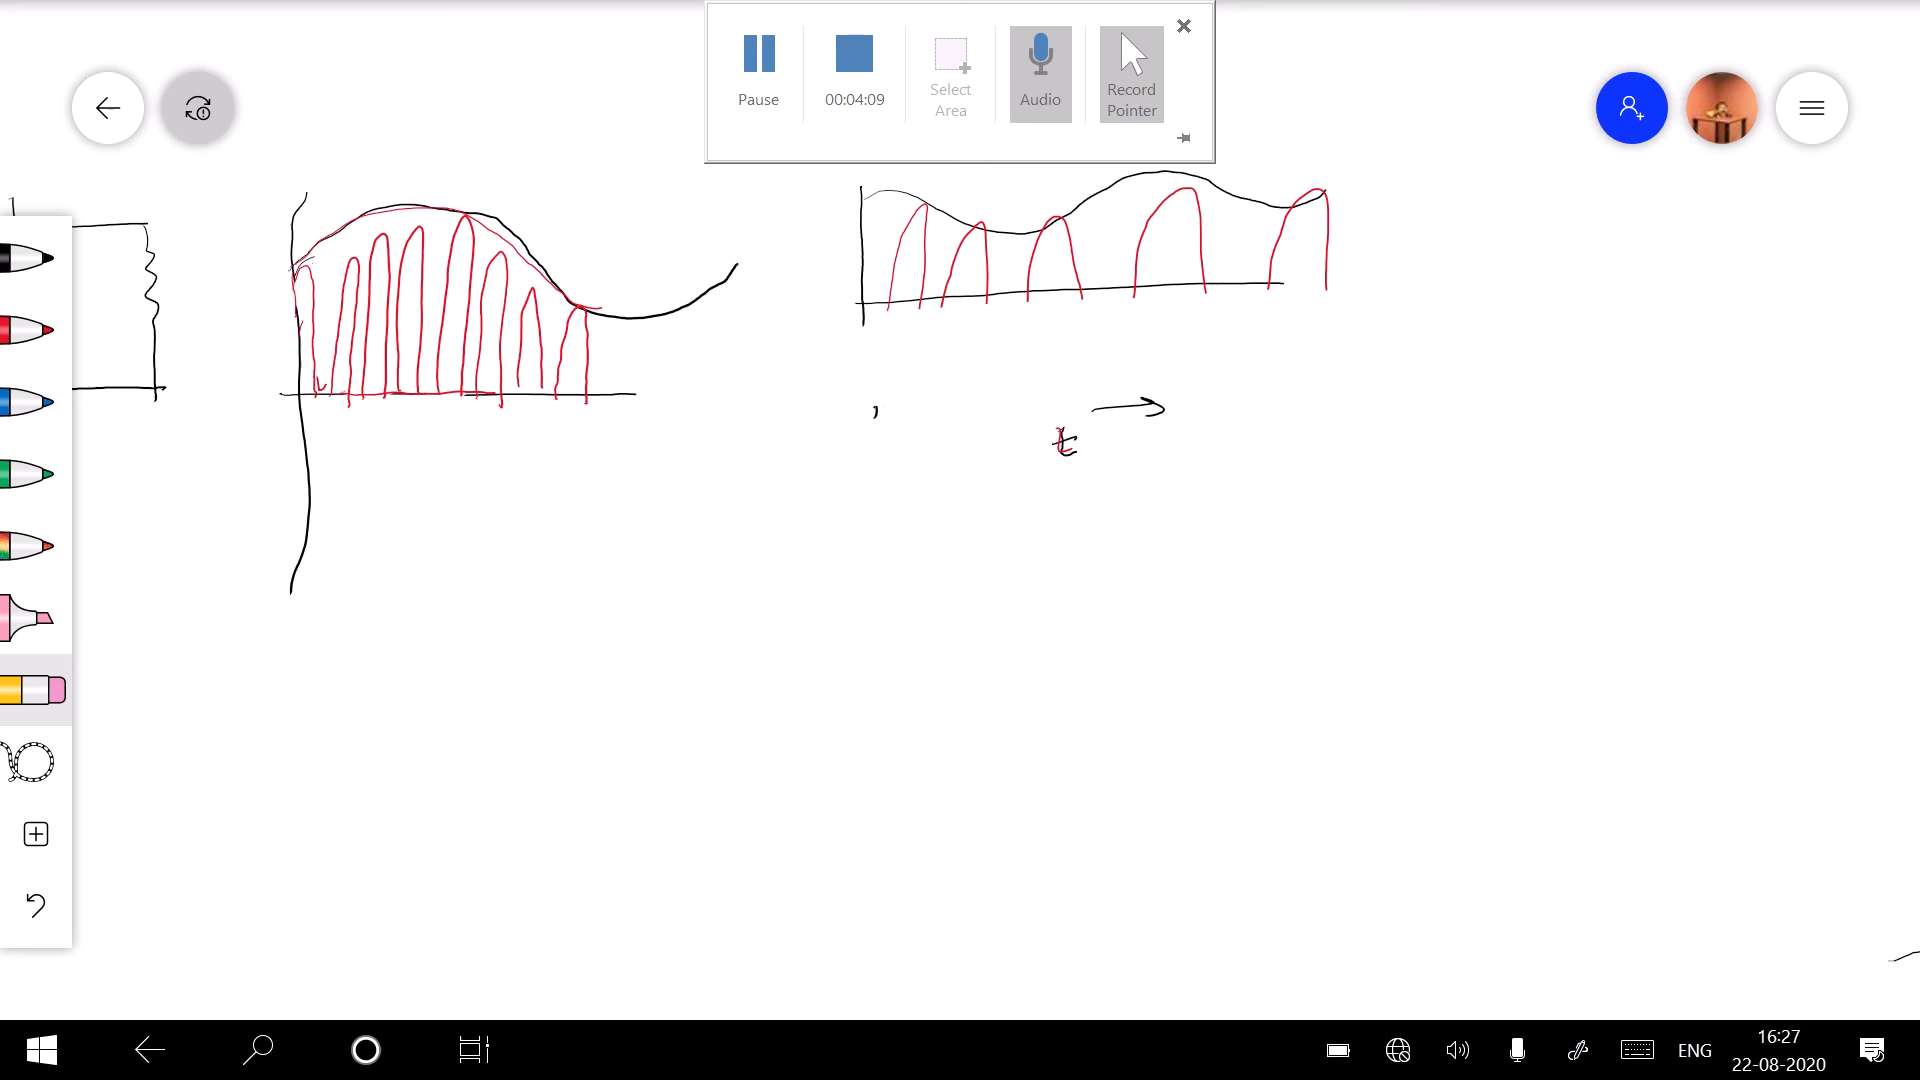 Pause
00:04:09
Select
Area
Audio
Record
Pointer
t
ENG
16:27
22-08-2020